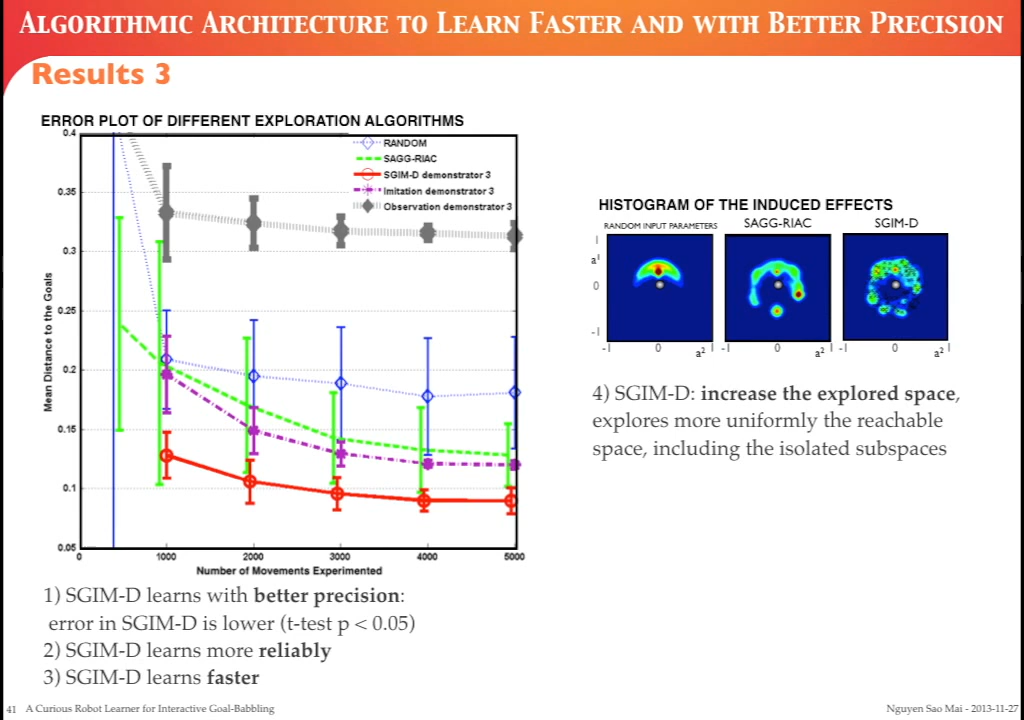 ALGORITHMIC ARCHITECTURE TO LEARN FASTER AND WITH BETTER PRECISION
Results 3
ERROR PLOT OF DIFFERENT EXPLORATION ALGORITHMS
0.4
0.35
0.3
0.25
0.2
0.15
0.1
0.05
Mean Distance to the Goals
RANDOM
SAGG-RIAC
SGIM-D demonstrator 3
Imitation demonstrator 3
Observation demonstrator 3
0 1000 2000 3000 4000 5000
Number of Movements Experimented
1) SGIM-D learns with better precision:
error in SGIM-D is lower (t-test p < 0.05)
2) SGIM-D learns more reliably
3) SGIM-D learns faster
HISTOGRAM OF THE INDUCED EFFECTS
RANDOM INPUT PARAMETERS SAGG-RIAC SGIM-D
1
a¹
0
-1
-1 0 a² 1 -1 0 a² 1 -1 0 a² 1
4) SGIM-D: increase the explored space,
explores more uniformly the reachable
space, including the isolated subspaces
41 A Curious Robot Learner for Interactive Goal-Babbling
Nguyen Sao Mai - 2013-11-27